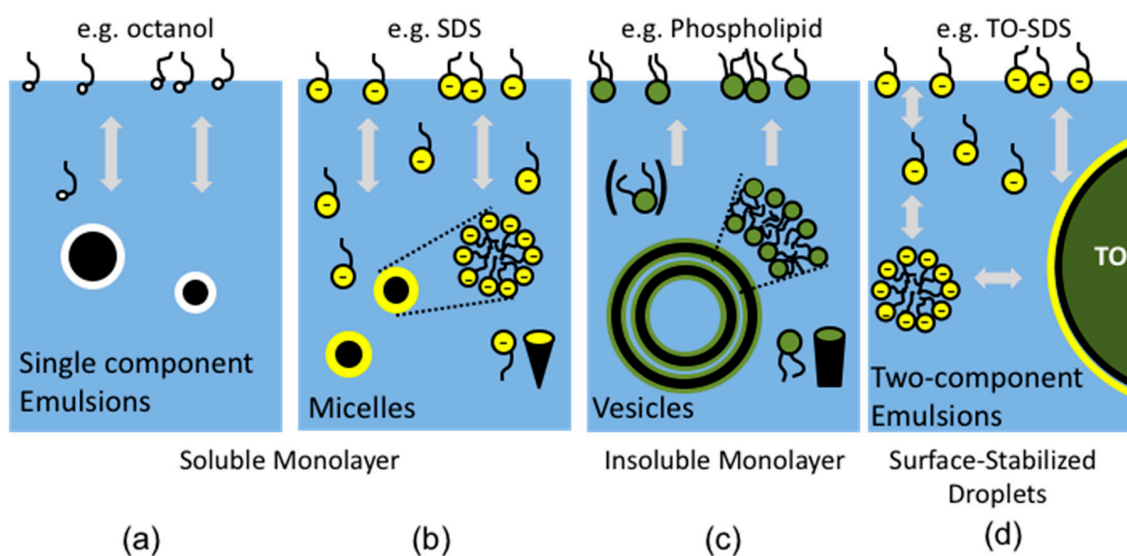 e.g. octanol
e.g. SDS
e.g. Phospholipid
e.g. TO-SDS
TO
Single component
Emulsions
Micelles
Vesicles
Two-component
Emulsions
Soluble Monolayer
Insoluble Monolayer
Surface-Stabilized
Droplets
(a)
(b)
(c)
(d)